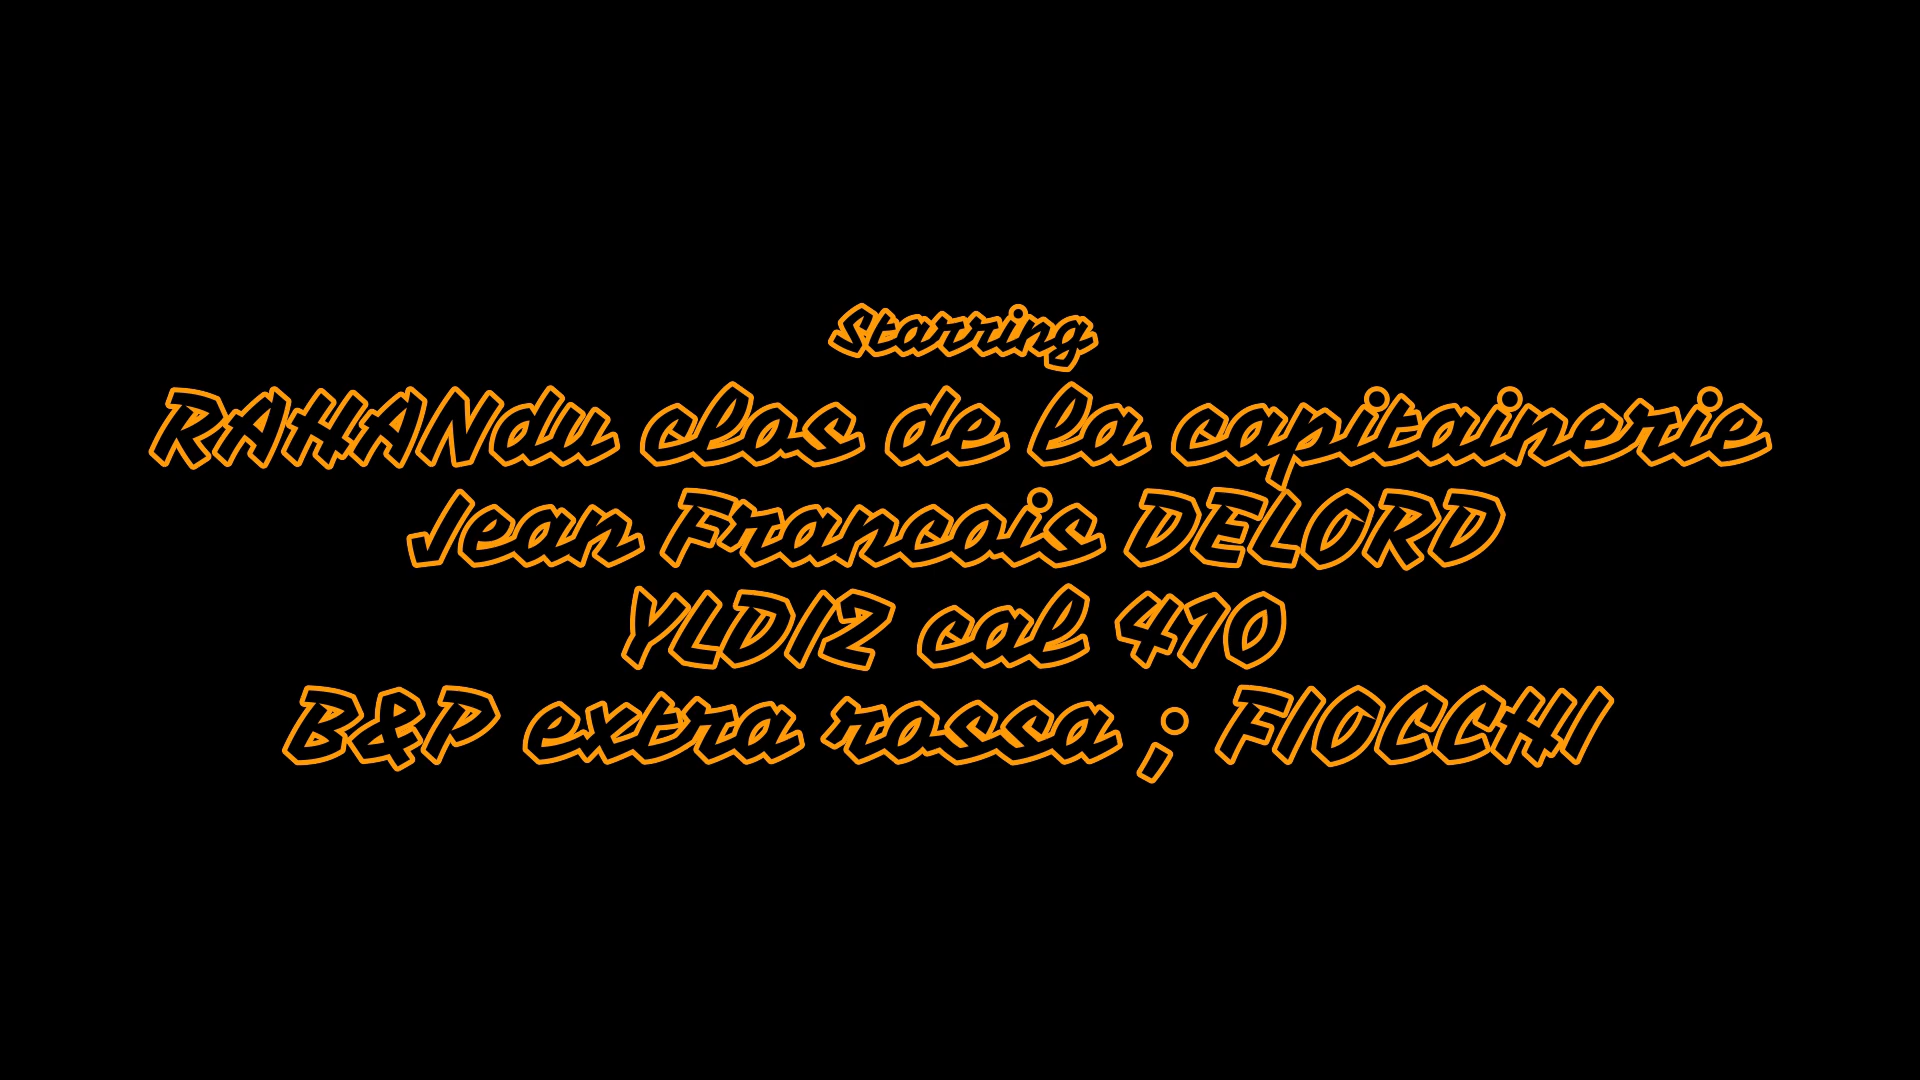 Starring
RAHANdu clos de la capitainerie
Jean Francois DELORD
YLDIZ cal 410
B&P extra rossa ; FIOCCHI